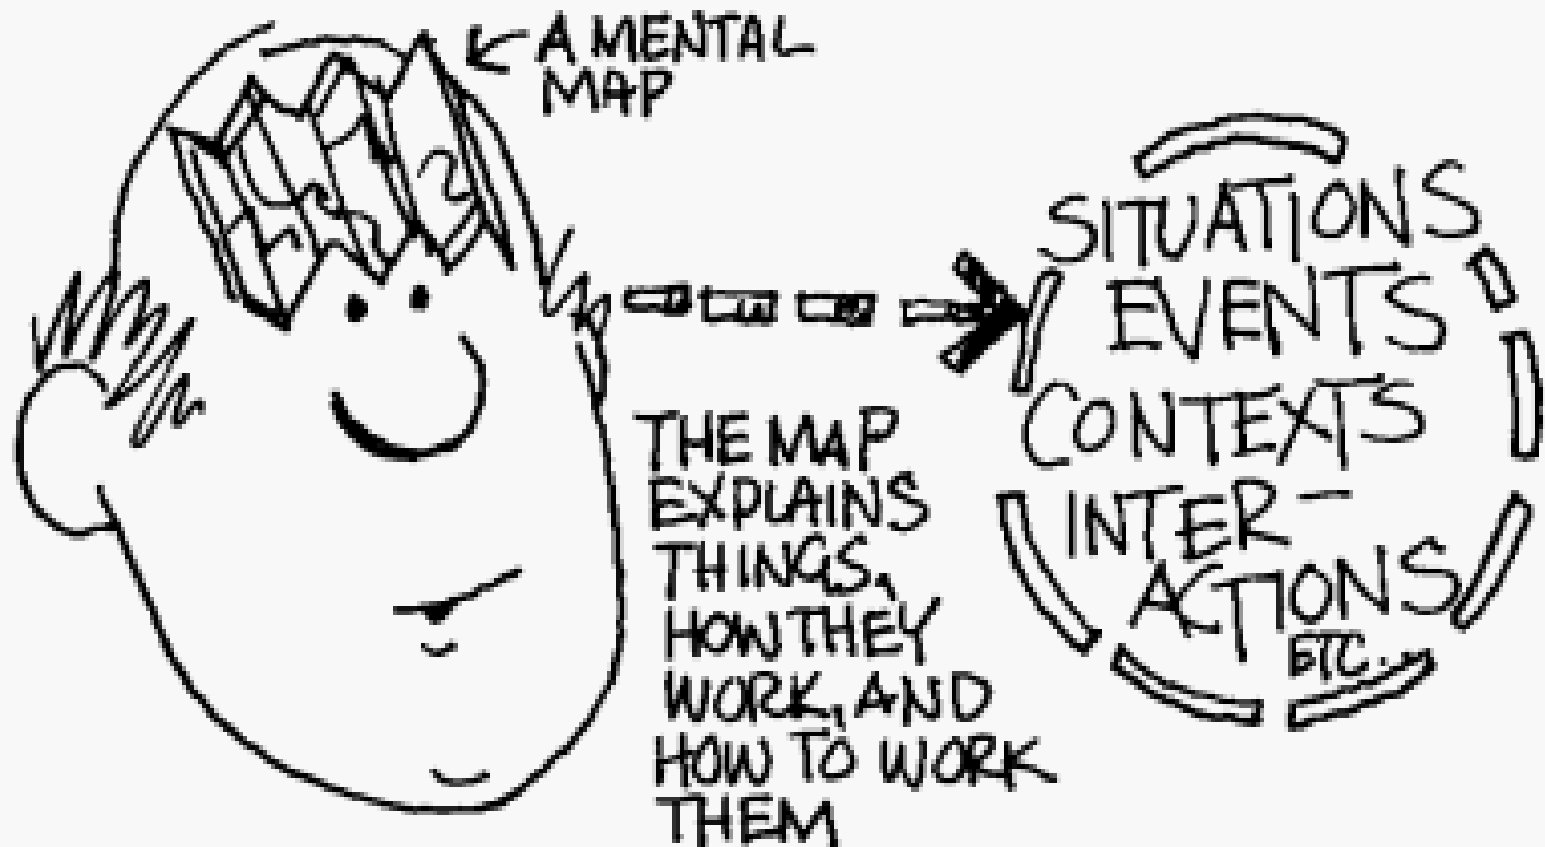 ← A MENTAL
MAP
SITUATIONS
EVENTS
CONTEXTS
INTER-
ACTIONS
ETC.
THE MAP
EXPLAINS
THINGS,
HOW THEY
WORK, AND
HOW TO WORK
THEM